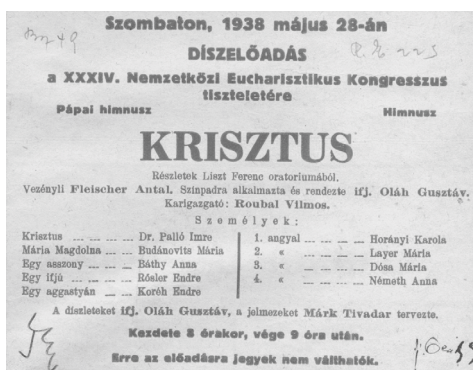 Szombaton, 1938 május 28-án
DÍSZELŐADÁS
a XXXIV. Nemzetközi Eucharisztikus Kongresszus
tiszteletére
Pápai himnusz Himnusz
KRISZTUS
Részletek Liszt Ferenc oratoriumából.
Vezényli Fleischer Antal. Színpadra alkalmazta és rendezte ifj. Oláh Gusztáv.
Karigazgató: Roubal Vilmos.
Személyek:
Krisztus — — — — Dr. Palló Imre
Mária Magdolna — — Budánovits Mária
Egy asszony — — — Báthy Anna
Egy ifjú — — — — Rösler Endre
Egy aggastyán — — Koréh Endre
1. angyal — — — — Horányi Karola
2. « — — — — Layer Mária
3. « — — — — Dósa Mária
4. « — — — — Németh Anna
A díszleteket ifj. Oláh Gusztáv, a jelmezeket Márk Tivadar tervezte.
Kezdete 8 órakor, vége 9 óra után.
Erre az előadásra jegyek nem válthatók.